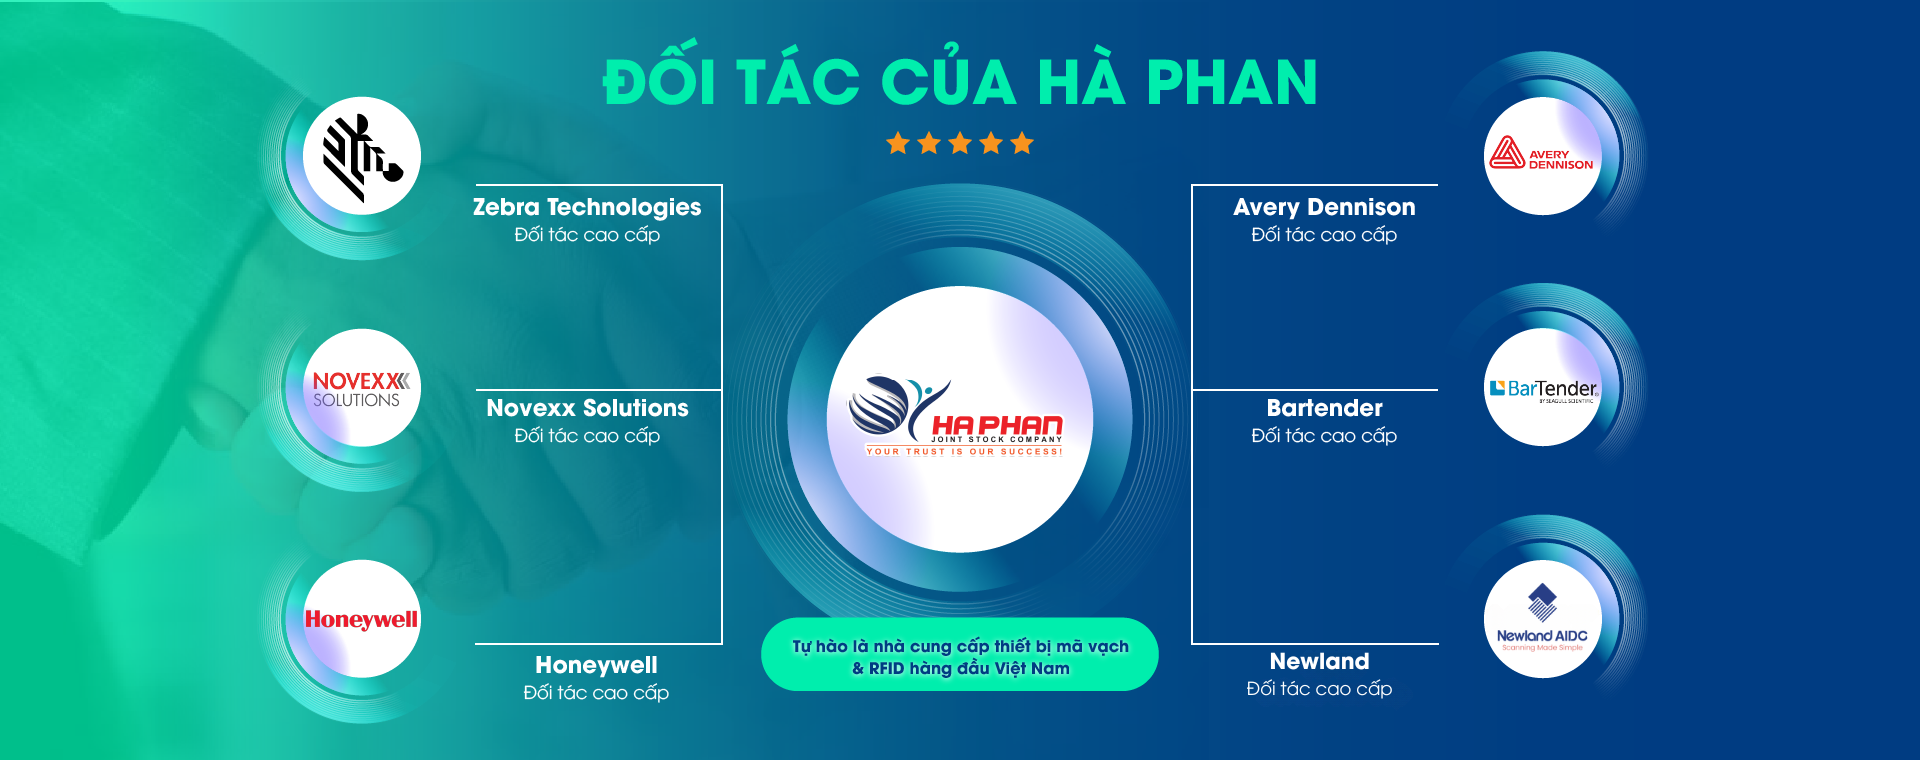 ĐỐI TÁC CỦA HÀ PHAN
Zebra Technologies
Đối tác cao cấp
NOVEXX
SOLUTIONS
Novexx Solutions
Đối tác cao cấp
Honeywell
Honeywell
Đối tác cao cấp
HA PHAN
JOINT STOCK COMPANY
YOUR TRUST IS OUR SUCCESS!
Tự hào là nhà cung cấp thiết bị mã vạch
& RFID hàng đầu Việt Nam
Avery Dennison
Đối tác cao cấp
AVERY
DENNISON
Bartender
Đối tác cao cấp
BarTender
BY SEAGULL SCIENTIFIC
Newland
Đối tác cao cấp
Newland AIDC
Scanning Made Simple